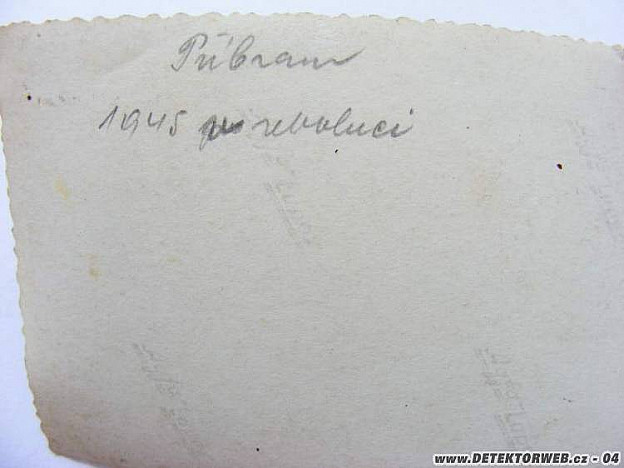 Příbram
1945 po revoluci
www.DETEKTORWEB.cz - 04